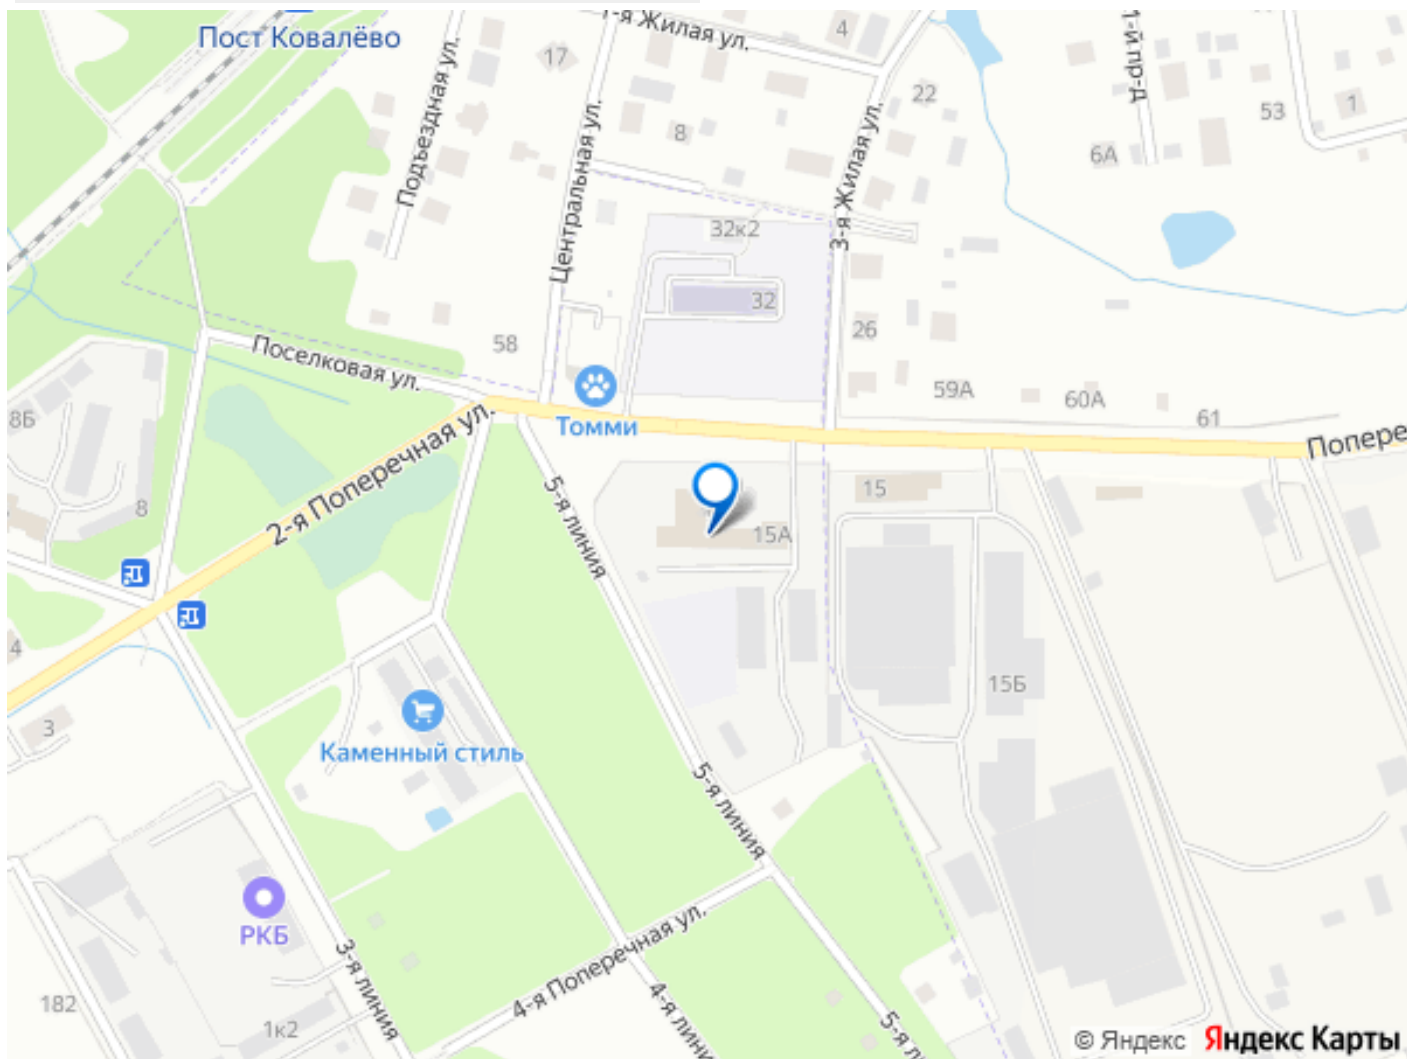 Пост Ковалёво
1-я Жилая ул.
4
17
Подъездная ул.
Центральная ул.
8
22
3-я Жилая ул.
1-й пр-д
53
1
6А
32к2
32
26
58
Поселковая ул.
Томми
59А
60А
61
Попере
8Б
8
2-я Поперечная ул.
5-я линия
15А
15
15Б
4
3
Каменный стиль
5-я линия
РКБ
3-я линия
4-я Поперечная ул.
4-я лини
5-я л
182
1к2
© Яндекс Яндекс Карты